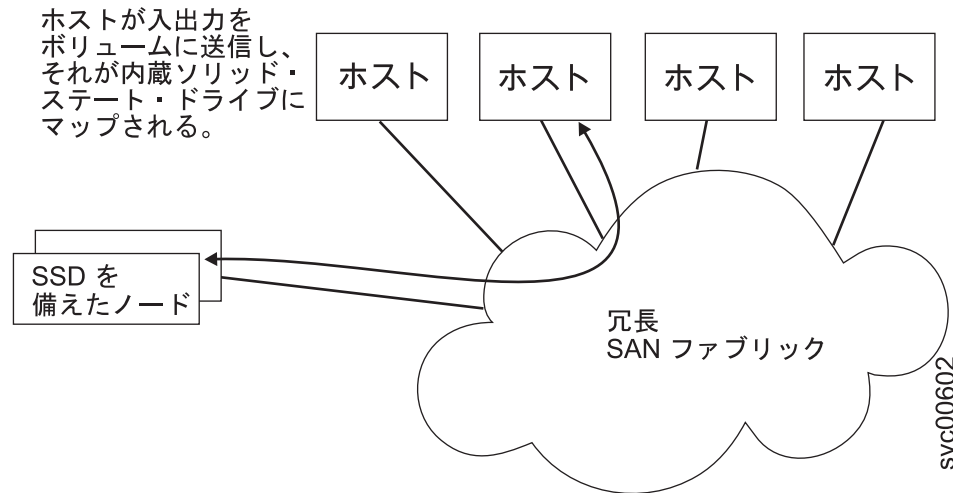 ホストが入出力を
ボリュームに送信し、
それが内蔵ソリッド・
ステート・ドライブに
マップされる。
ホスト
ホスト
ホスト
ホスト
SSD を
備えたノード
冗長
SAN ファブリック
svc00602